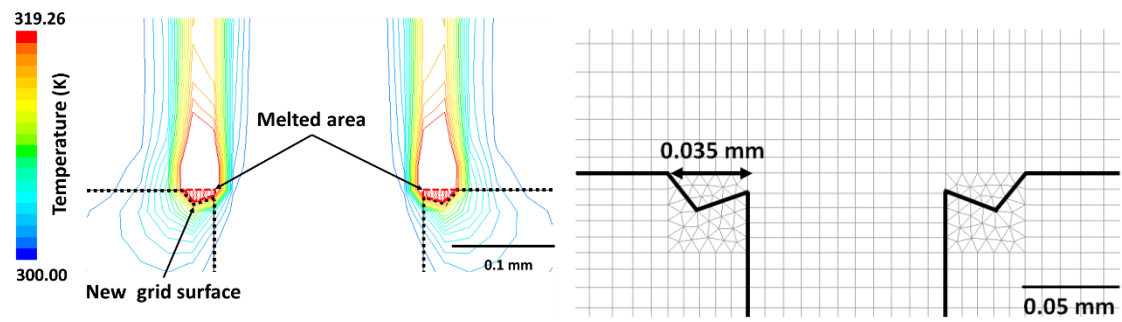 319.26
Temperature (K)
300.00
Melted area
New grid surface
0.1 mm
0.035 mm
0.05 mm